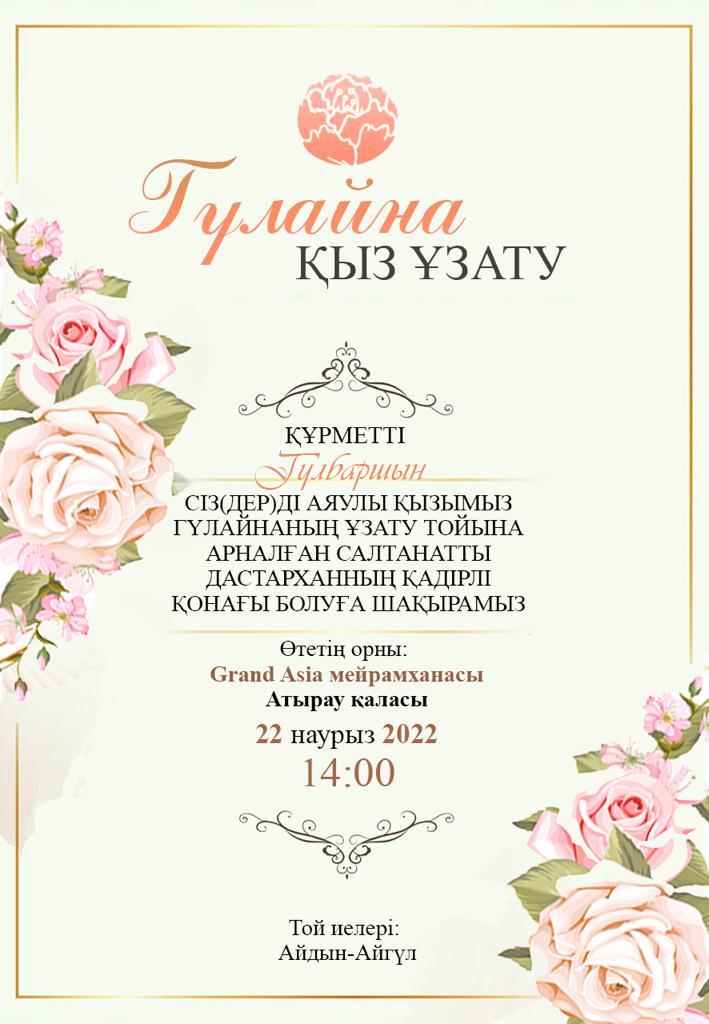 Гулайна
ҚЫЗ ҰЗАТУ
ҚҰРМЕТТІ
Гулбаршын
СІЗ(ДЕР)ДІ АЯУЛЫ ҚЫЗЫМЫЗ
ГҮЛАЙНАНЫҢ ҰЗАТУ ТОЙЫНА
АРНАЛҒАН САЛТАНАТТЫ
ДАСТАРХАННЫҢ ҚАДІРЛІ
ҚОНАҒЫ БОЛУҒА ШАҚЫРАМЫЗ
Өтетің орны:
Grand Asia мейрамханасы
Атырау қаласы
22 наурыз 2022
14:00
Той иелері:
Айдын-Айгүл